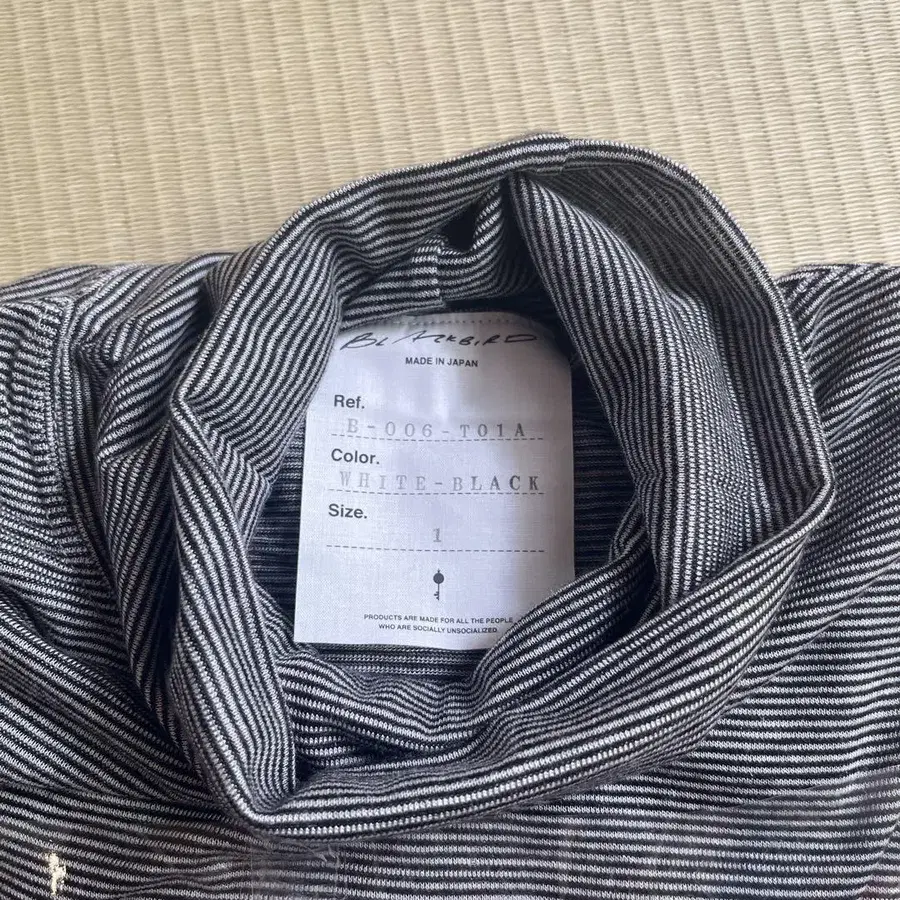 BLACKBIRD
MADE IN JAPAN
Ref.
B-006-T01A
Color.
WHITE-BLACK
Size.
1
PRODUCTS ARE MADE FOR ALL THE PEOPLE
WHO ARE SOCIALLY UNSOCIALIZED.